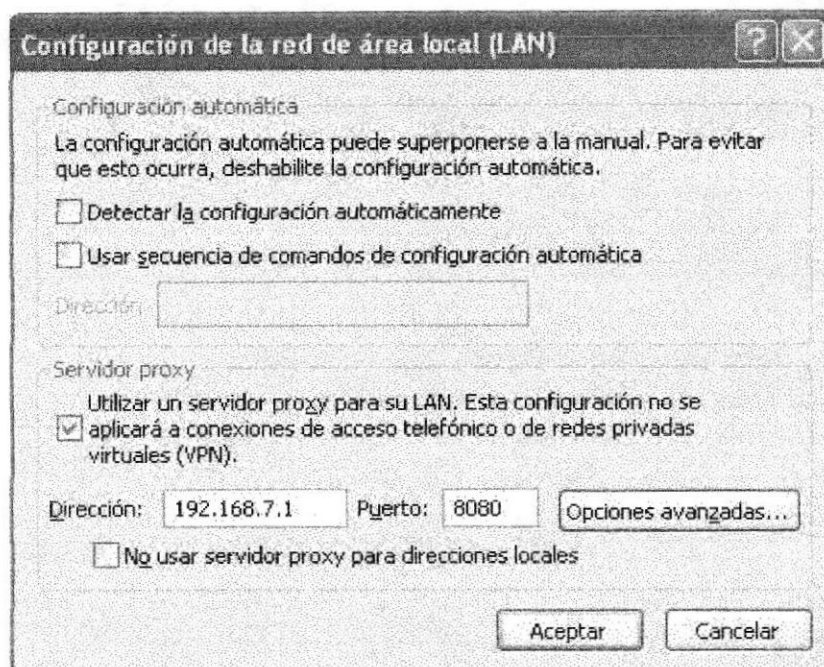 Configuración de la red de área local (LAN)
Configuración automática
La configuración automática puede superponerse a la manual. Para evitar
que esto ocurra, deshabilite la configuración automática.
Detectar la configuración automáticamente
Usar secuencia de comandos de configuración automática
Dirección
Servidor proxy
Utilizar un servidor proxy para su LAN. Esta configuración no se
aplicará a conexiones de acceso telefónico o de redes privadas
virtuales (VPN).
Dirección: 192.168.7.1 Puerto: 8080 Opciones avanzadas...
No usar servidor proxy para direcciones locales
Aceptar Cancelar